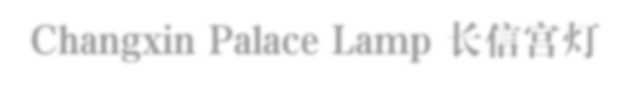 Changxin Palace Lamp 长信宫灯